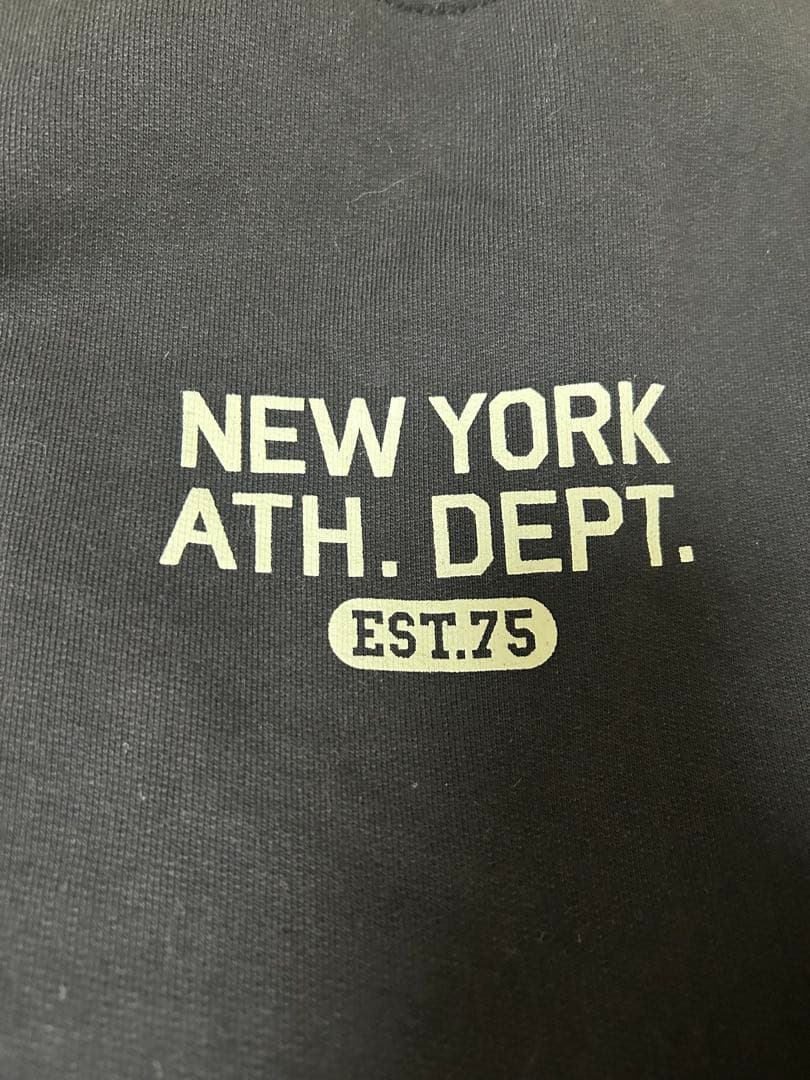 NEW YORK
ATH. DEPT.
EST.75